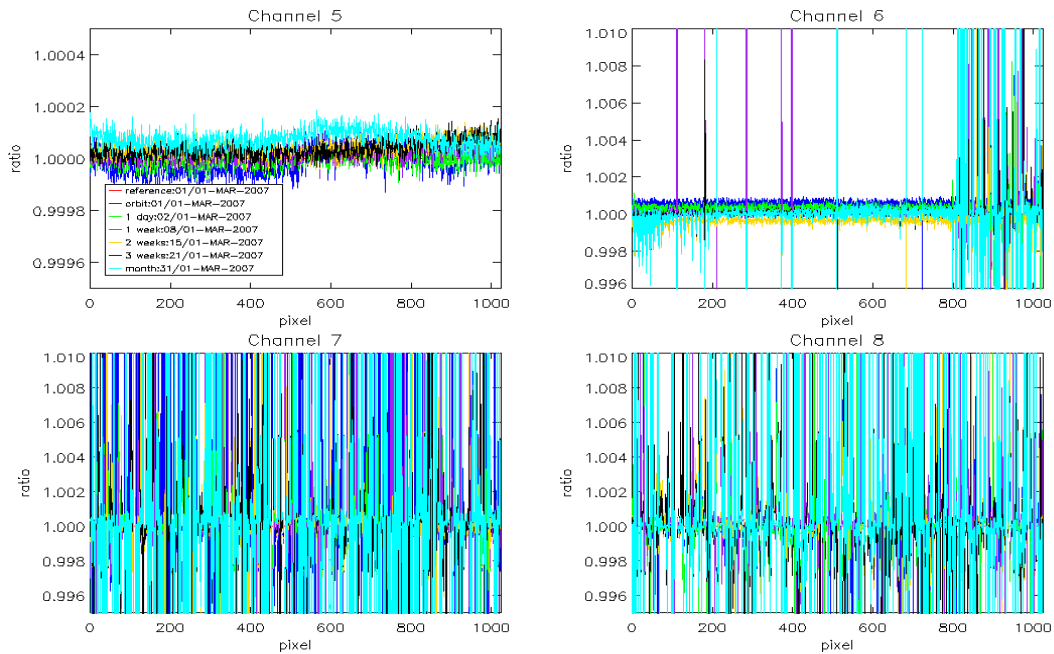 Channel 5
1.0004
1.0002
1.0000
0.9998
0.9996
ratio
reference:01/01-MAR-2007
orbit:01/01-MAR-2007
1 day:02/01-MAR-2007
1 week:08/01-MAR-2007
2 weeks:15/01-MAR-2007
3 weeks:21/01-MAR-2007
month:31/01-MAR-2007
0 200 400 600 800 1000
pixel
Channel 6
1.010
1.008
1.006
1.004
1.002
1.000
0.998
0.996
ratio
0 200 400 600 800 1000
pixel
Channel 7
1.010
1.008
1.006
1.004
1.002
1.000
0.998
0.996
ratio
0 200 400 600 800 1000
pixel
Channel 8
1.010
1.008
1.006
1.004
1.002
1.000
0.998
0.996
ratio
0 200 400 600 800 1000
pixel